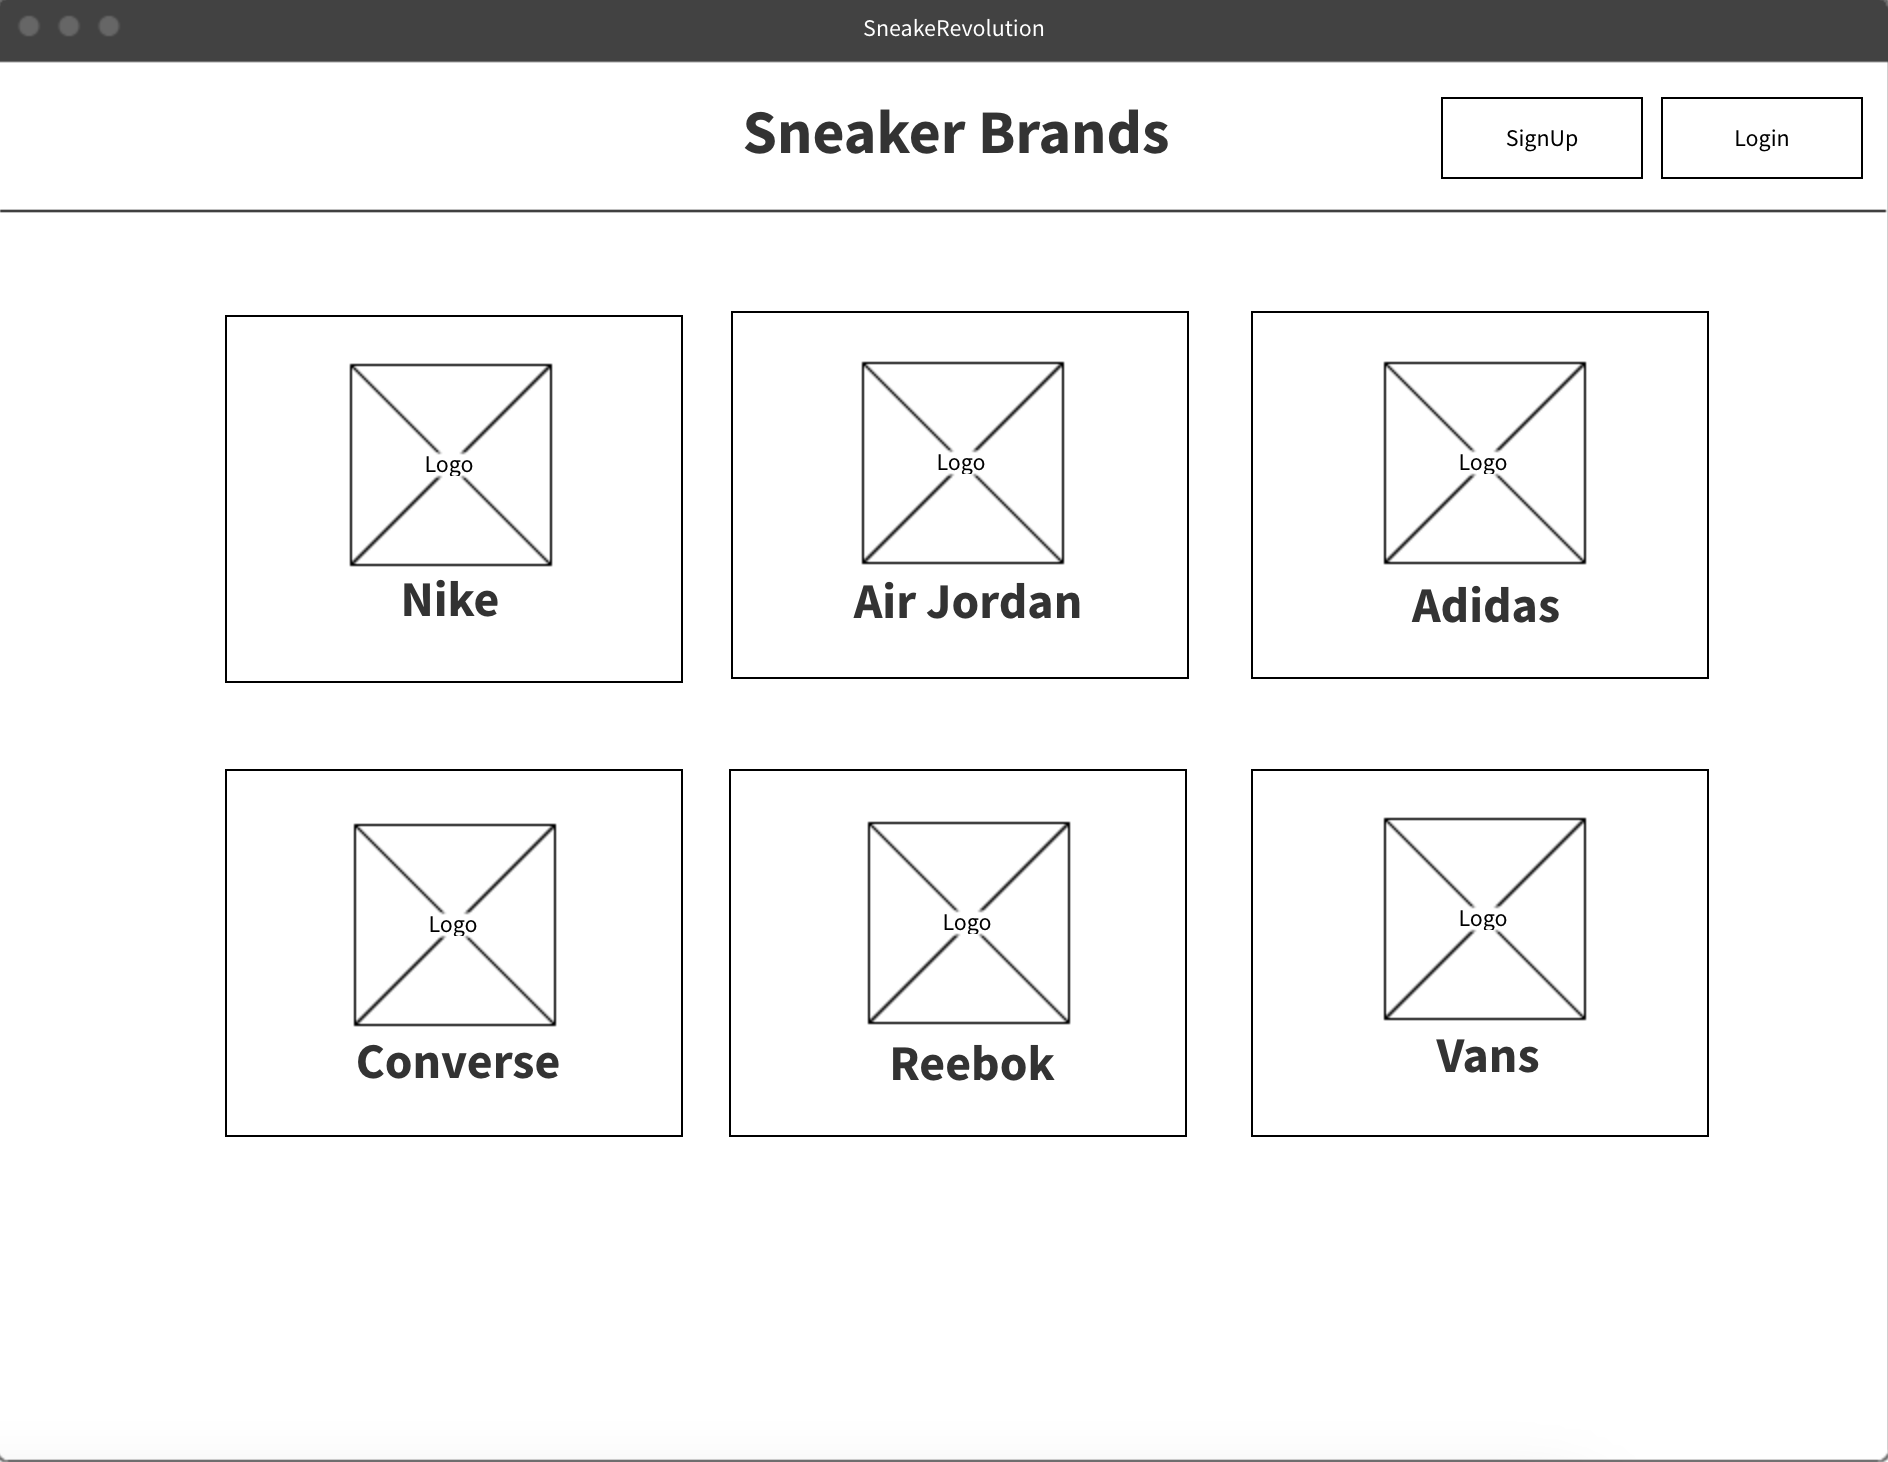 SneakeRevolution
Sneaker Brands
SignUp
Login
Logo
Logo
Logo
Nike
Air Jordan
Adidas
Logo
Logo
Logo
Converse
Reebok
Vans